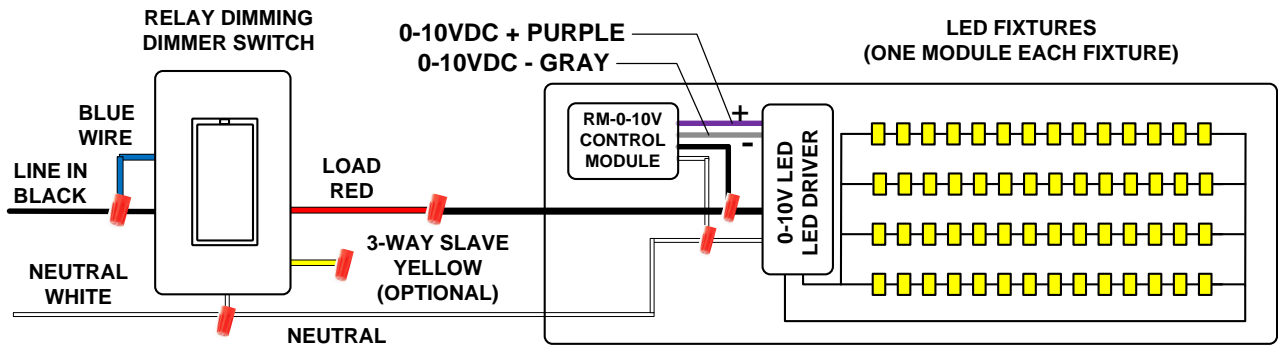 RELAY DIMMING
DIMMER SWITCH
0-10VDC + PURPLE
0-10VDC - GRAY
LED FIXTURES
(ONE MODULE EACH FIXTURE)
BLUE
WIRE
LINE IN
BLACK
LOAD
RED
RM-0-10V
CONTROL
MODULE
+
-
0-10V LED
LED DRIVER
3-WAY SLAVE
YELLOW
(OPTIONAL)
NEUTRAL
WHITE
NEUTRAL